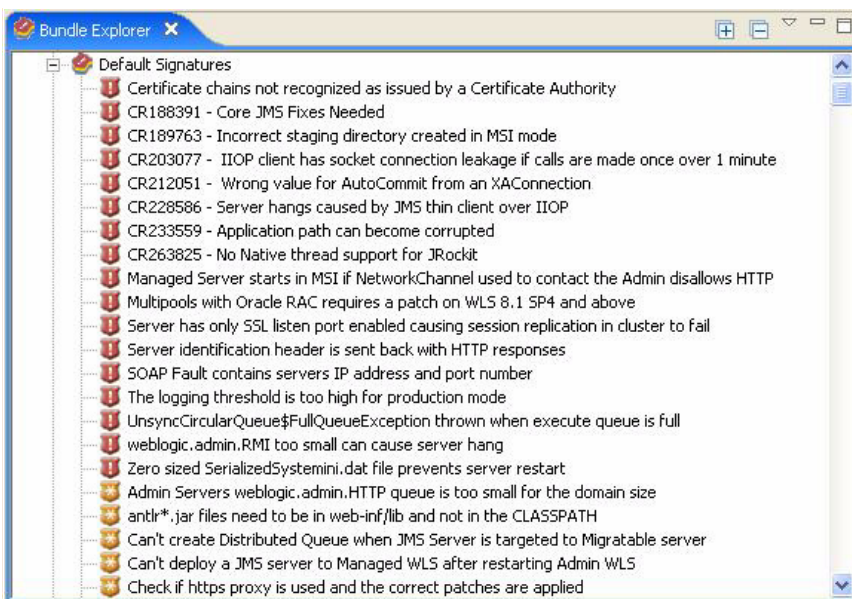 Bundle Explorer
Default Signatures
Certificate chains not recognized as issued by a Certificate Authority
CR188391 - Core JMS Fixes Needed
CR189763 - Incorrect staging directory created in MSI mode
CR203077 - IIOP client has socket connection leakage if calls are made once over 1 minute
CR212051 - Wrong value for AutoCommit from an XAConnection
CR228586 - Server hangs caused by JMS thin client over IIOP
CR233559 - Application path can become corrupted
CR263825 - No Native thread support for JRockit
Managed Server starts in MSI if NetworkChannel used to contact the Admin disallows HTTP
Multipools with Oracle RAC requires a patch on WLS 8.1 SP4 and above
Server has only SSL listen port enabled causing session replication in cluster to fail
Server identification header is sent back with HTTP responses
SOAP Fault contains servers IP address and port number
The logging threshold is too high for production mode
UnsyncCircularQueue$FullQueueException thrown when execute queue is full
weblogic.admin.RMI too small can cause server hang
Zero sized SerializedSystemini.dat file prevents server restart
Admin Servers weblogic.admin.HTTP queue is too small for the domain size
antlr*.jar files need to be in web-inf/lib and not in the CLASSPATH
Can't create Distributed Queue when JMS Server is targeted to Migratable server
Can't deploy a JMS server to Managed WLS after restarting Admin WLS
Check if https proxy is used and the correct patches are applied